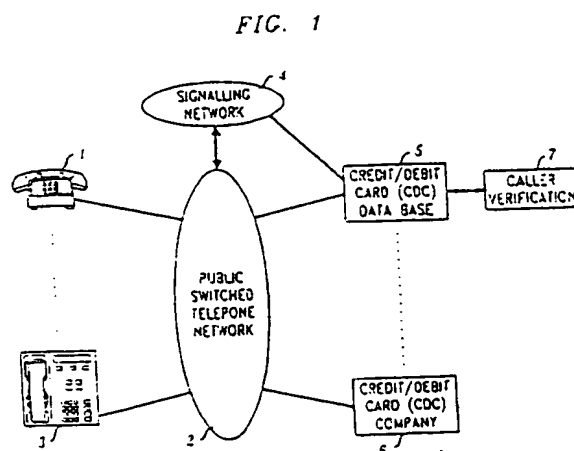 FIG. 1
4
SIGNALLING
NETWORK
1
5
CREDIT/DEBIT
CARD (CDC)
DATA BASE
7
CALLER
VERIFICATION
PUBLIC
SWITCHED
TELEPONE
NETWORK
CREDIT/DEBIT
CARD (CDC)
COMPANY
3
2
6